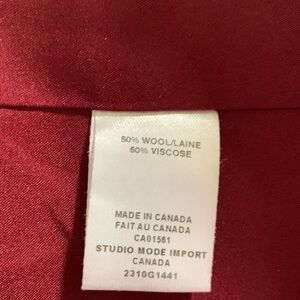 50% WOOL/LAINE
50% VISCOSE
MADE IN CANADA
FAIT AU CANADA
CA01561
STUDIO MODE IMPORT
CANADA
2310G1441